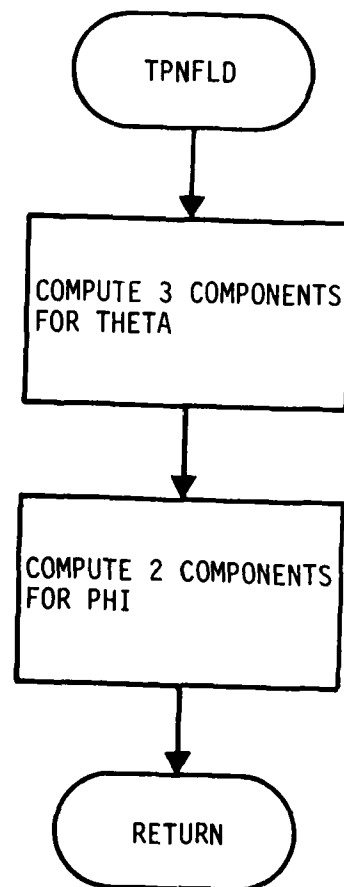 TPNFLD
COMPUTE 3 COMPONENTS
FOR THETA
COMPUTE 2 COMPONENTS
FOR PHI
RETURN